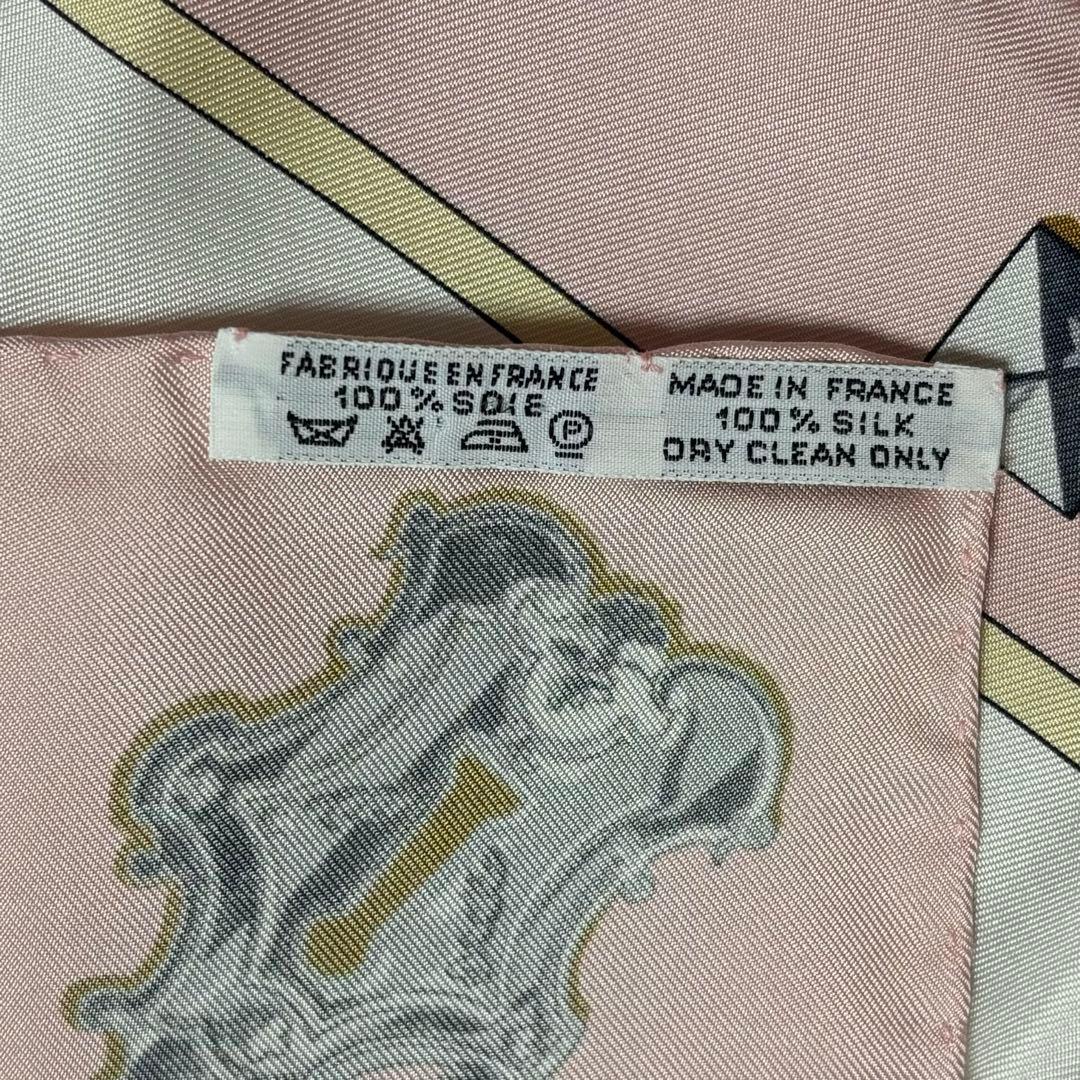 FABRIQUE EN FRANCE
100% SOIE
P
MADE IN FRANCE
100% SILK
DRY CLEAN ONLY